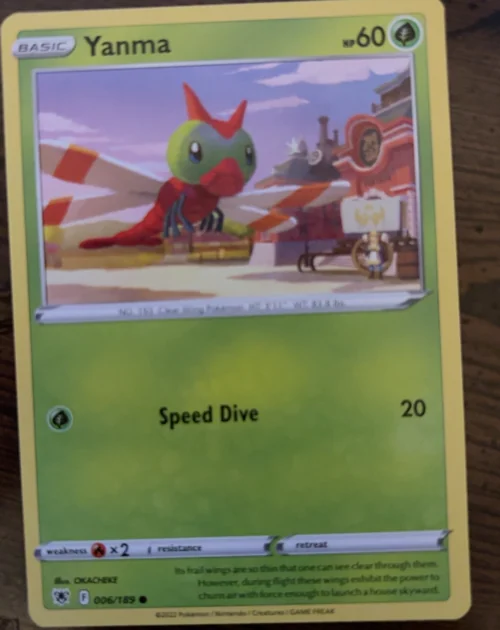 BASIC Yanma HP60
NO. 193 Clear Wing Pokémon HT: 3'11" WT: 83.8 lbs.
Speed Dive 20
weakness ×2 resistance retreat
Its frail wings are so thin that one can see clear through them.
However, during flight these wings exhibit the power to
churn air with force enough to launch a house skyward.
Illus. OKACHEKE
F 006/189
©2022 Pokémon / Nintendo / Creatures / GAME FREAK